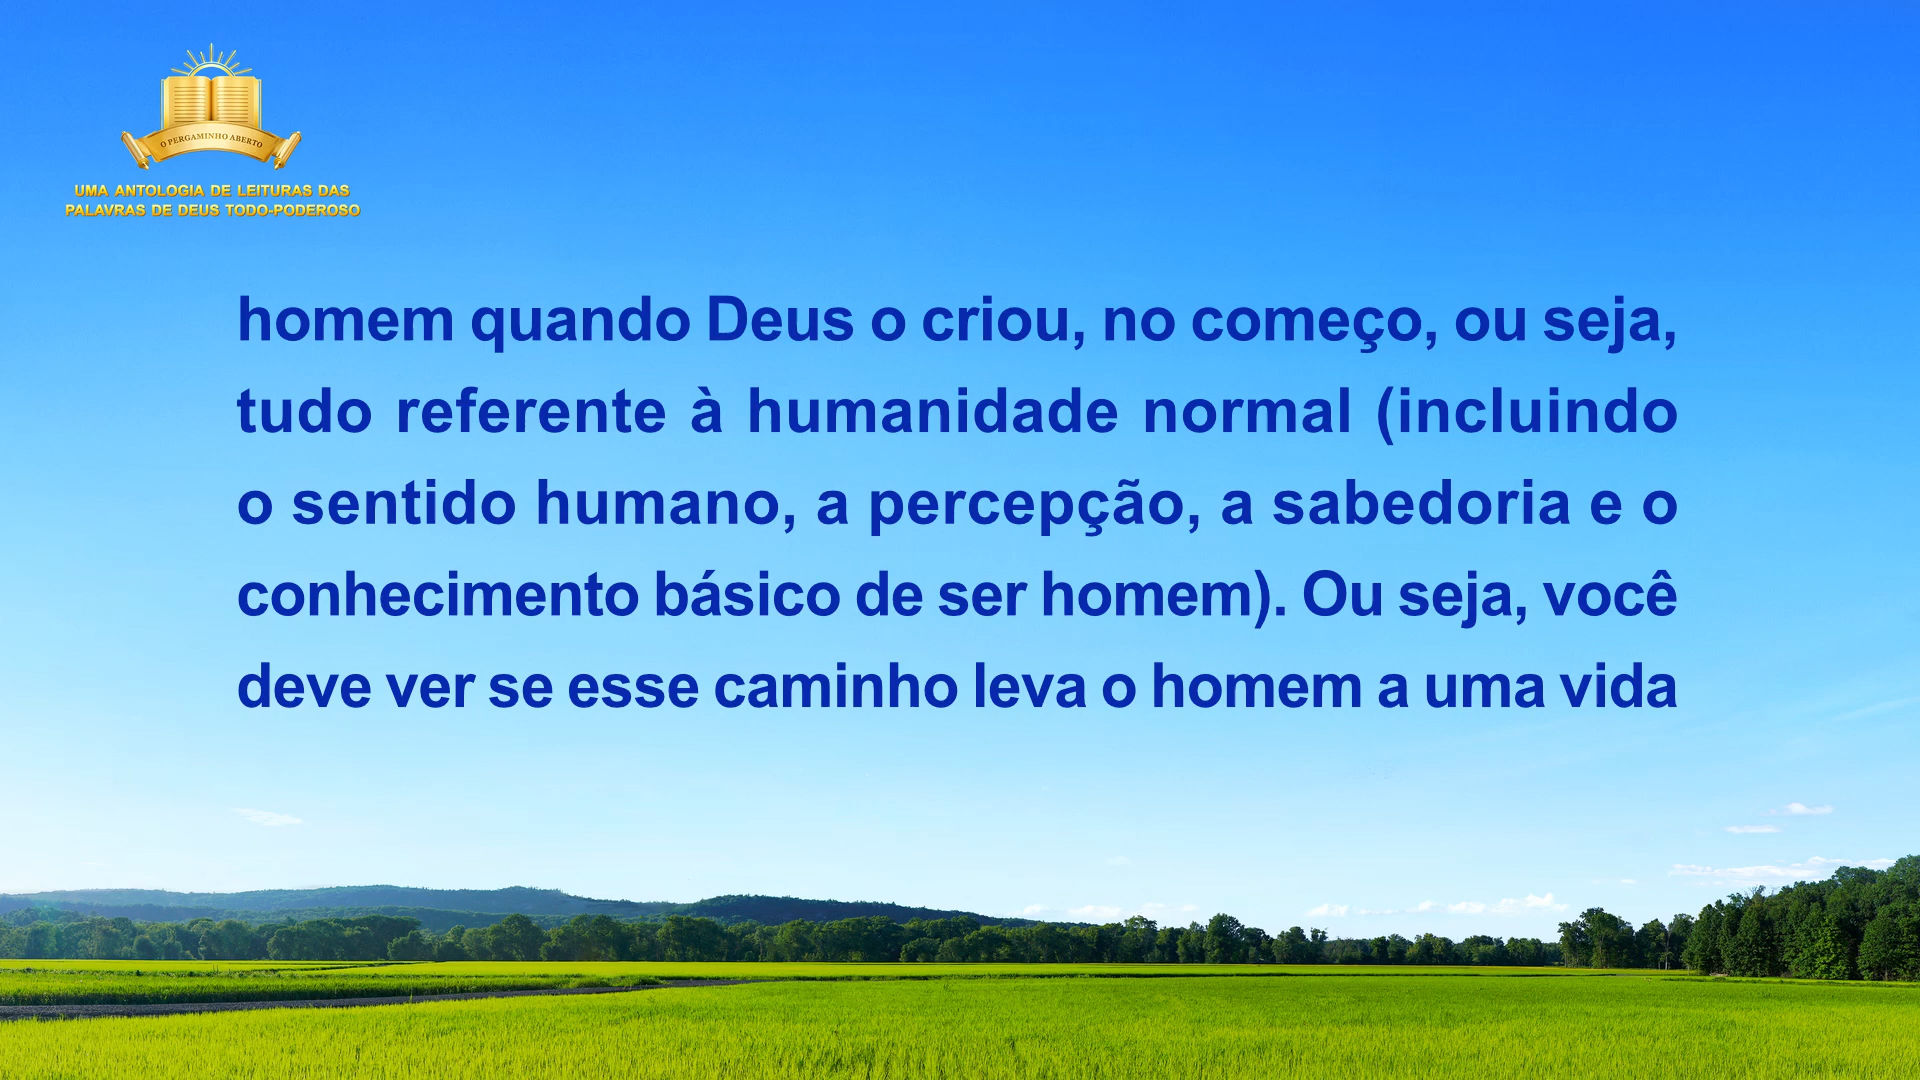 O PERGAMINHO ABERTO
UMA ANTOLOGIA DE LEITURAS DAS
PALAVRAS DE DEUS TODO-PODEROSO
homem quando Deus o criou, no começo, ou seja,
tudo referente à humanidade normal (incluindo
o sentido humano, a percepção, a sabedoria e o
conhecimento básico de ser homem). Ou seja, você
deve ver se esse caminho leva o homem a uma vida